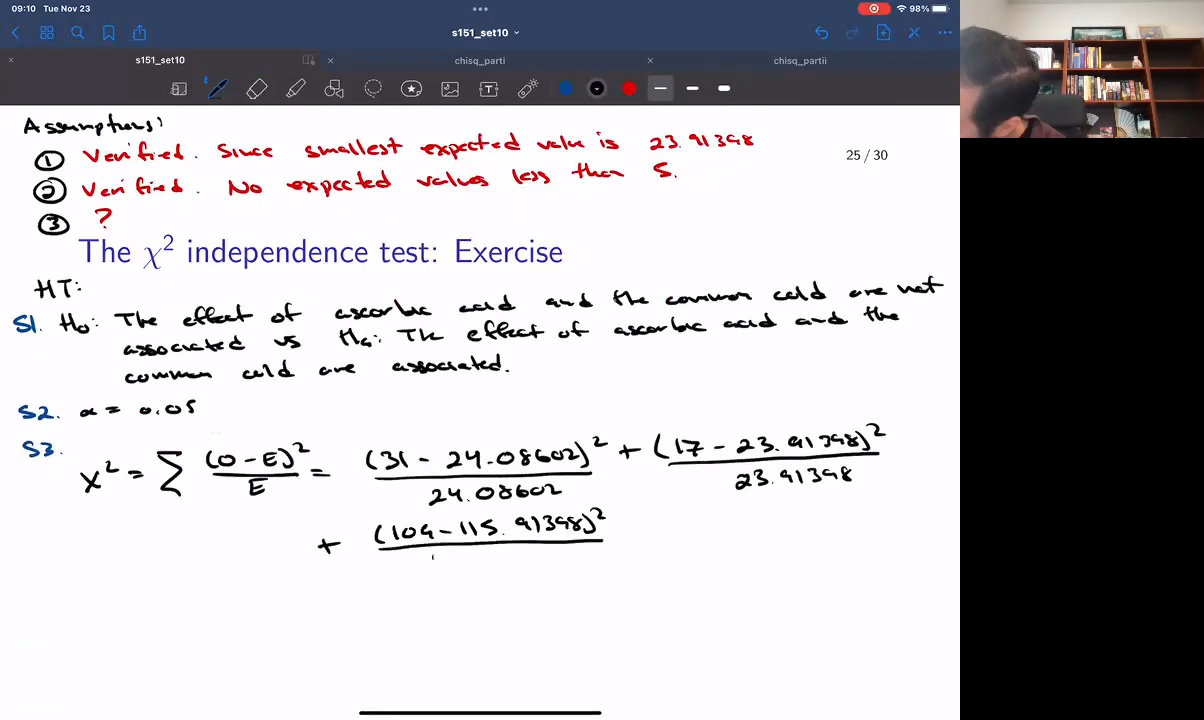 09:10 Tue Nov 23
98%
s151_set10
s151_set10
chisq_parti
chisq_partii
Assumptions:
① Verified. Since smallest expected value is 23.91398
25 / 30
② Verified. No expected values less than 5.
③ ?
The χ² independence test: Exercise
HT:
S1. H₀: The effect of ascorbic acid and the common cold are not
associated vs Hₐ: The effect of ascorbic acid and the
common cold are associated.
S2. α = 0.05
S3.
χ² = Σ (O - E)²/E = (31 - 24.08602)²/24.08602 + (17 - 23.91398)²/23.91398
+ (109 - 115.91398)²